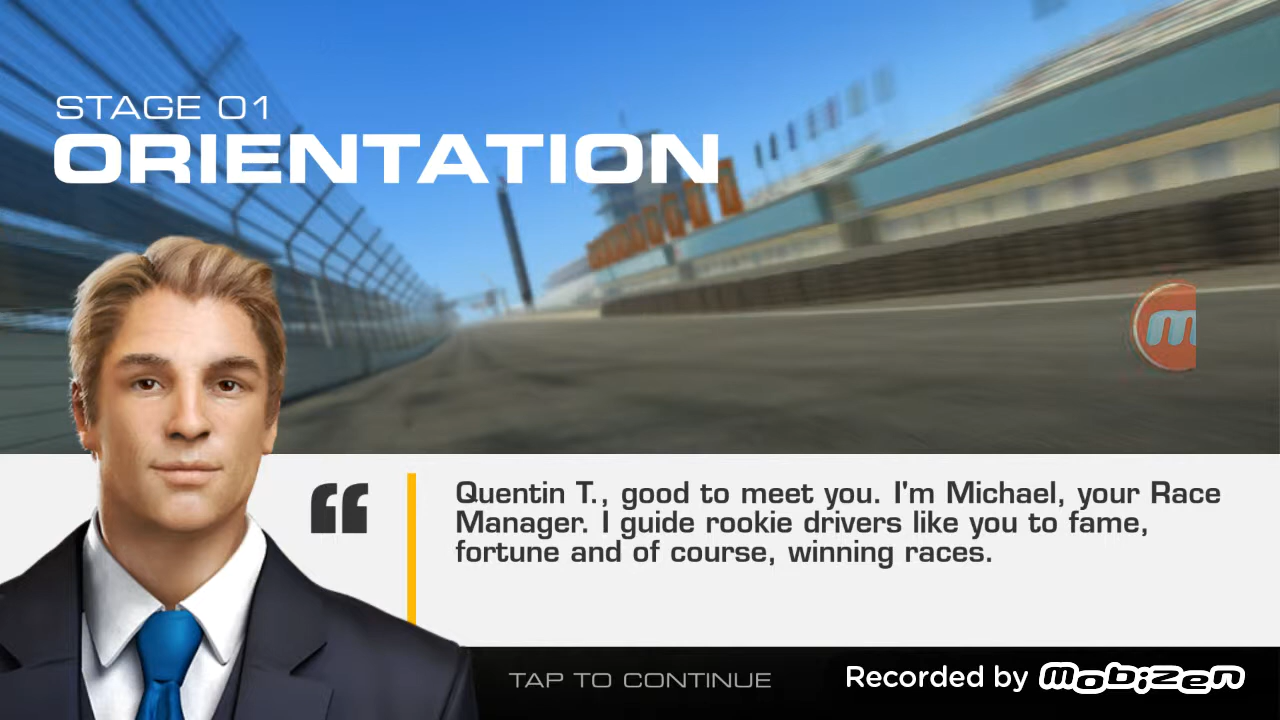 STAGE 01
ORIENTATION
m
Quentin T., good to meet you. I'm Michael, your Race
Manager. I guide rookie drivers like you to fame,
fortune and of course, winning races.
TAP TO CONTINUE
Recorded by mobizen